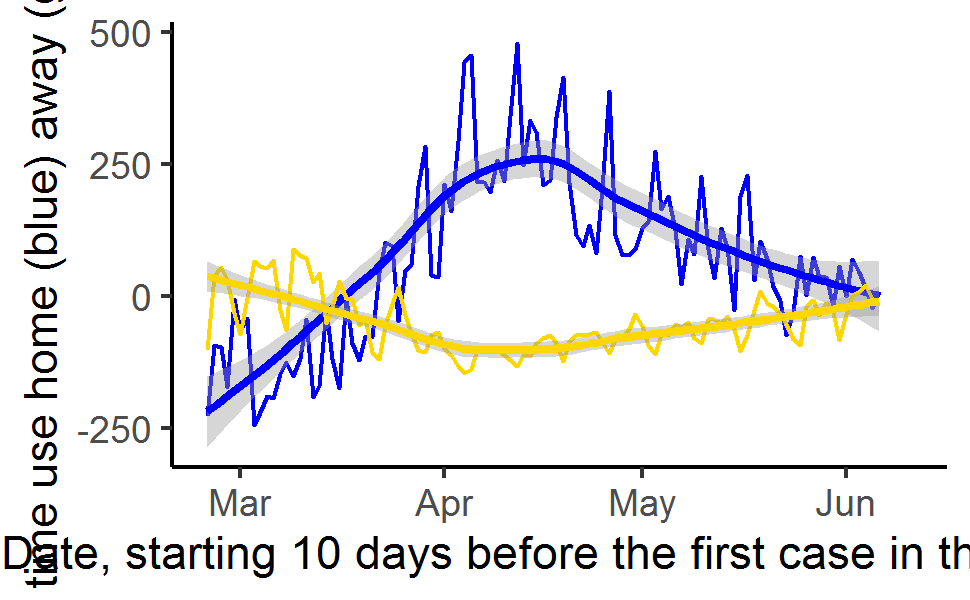 time use home (blue) away (
500
250
0
-250
Mar Apr May Jun
Date, starting 10 days before the first case in th